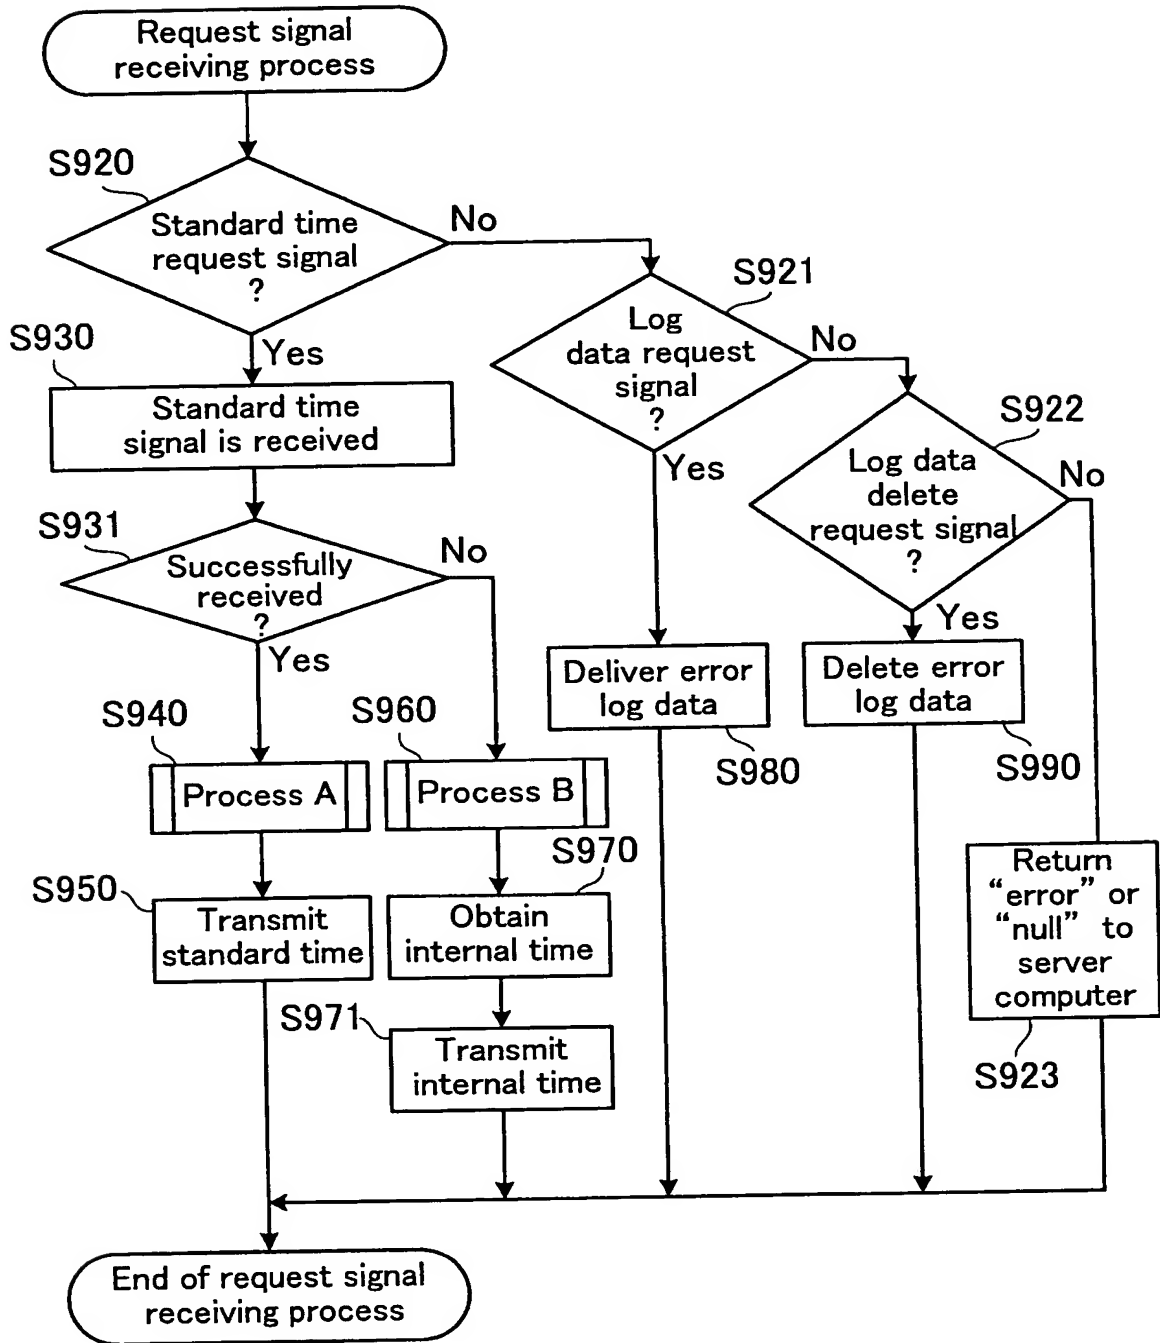 Request signal
receiving process
S920
Standard time
request signal
?
No
Yes
S921
Log
data request
signal
?
No
Yes
S922
Log data
delete
request signal
?
No
Yes
S930
Standard time
signal is received
S931
Successfully
received
?
No
Yes
Deliver error
log data
S980
Delete error
log data
S990
S940
Process A
S960
Process B
S950
Transmit
standard time
S970
Obtain
internal time
S971
Transmit
internal time
Return
“error” or
“null” to
server
computer
S923
End of request signal
receiving process